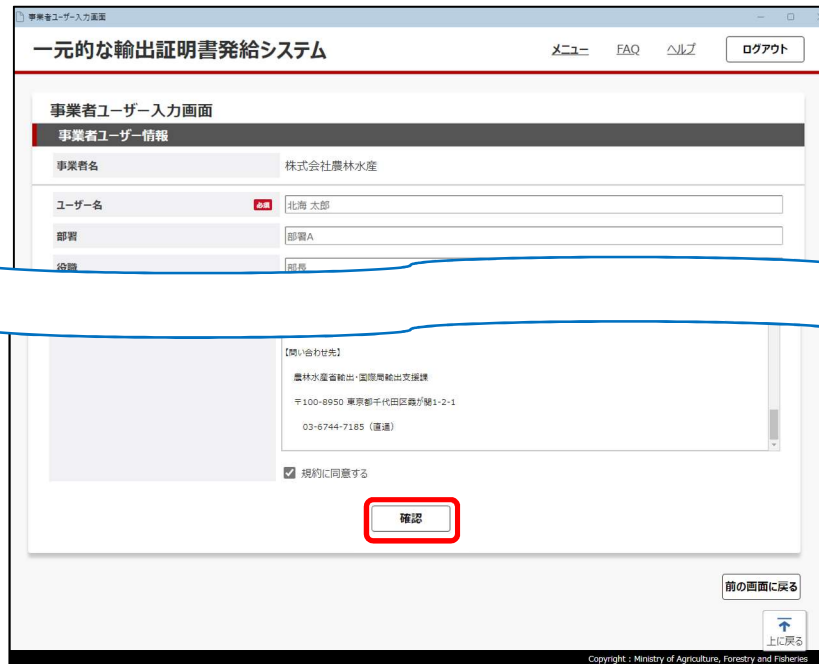 事業者ユーザー入力画面
一元的な輸出証明書発給システム
メニュー FAQ ヘルプ ログアウト
事業者ユーザー入力画面
事業者ユーザー情報
事業者名 株式会社農林水産
ユーザー名 必須 北海 太郎
部署 部署A
役職 部長
【問い合わせ先】
農林水産省輸出・国際局輸出支援課
〒100-8950 東京都千代田区霞が関1-2-1
03-6744-7185（直通）
規約に同意する
確認
前の画面に戻る
上に戻る
Copyright : Ministry of Agriculture, Forestry and Fisheries